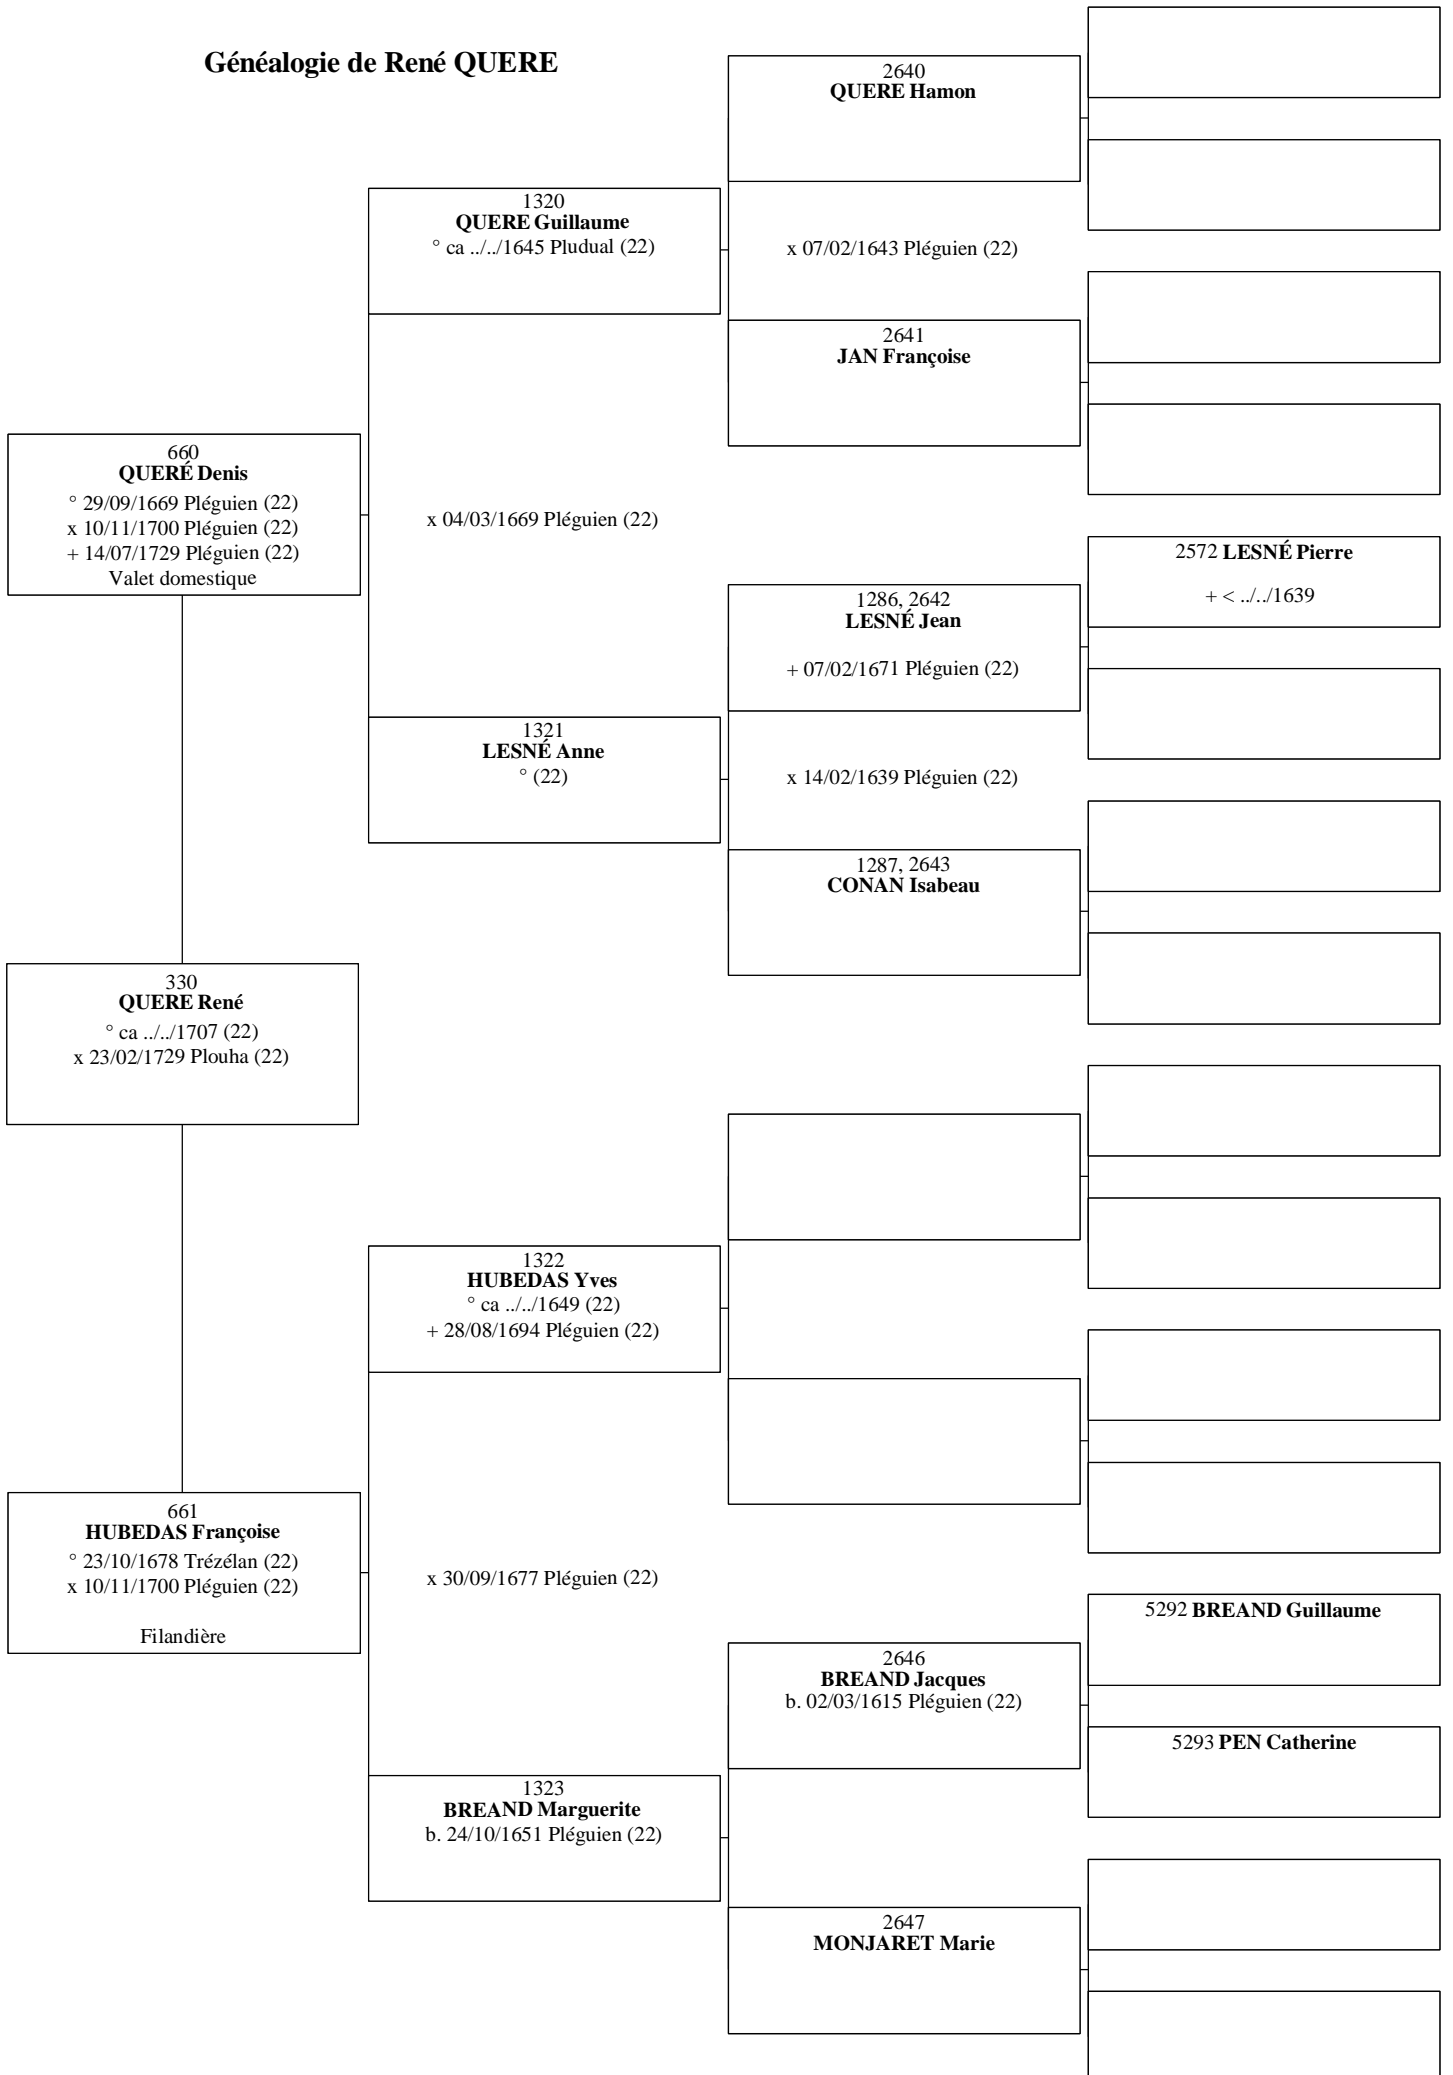 Généalogie de René QUERE
2640
QUERE Hamon
1320
QUERE Guillaume
° ca ../../1645 Pludual (22)
x 07/02/1643 Pléguien (22)
2641
JAN Françoise
660
QUERÉ Denis
° 29/09/1669 Pléguien (22)
x 10/11/1700 Pléguien (22)
+ 14/07/1729 Pléguien (22)
Valet domestique
x 04/03/1669 Pléguien (22)
2572 LESNÉ Pierre
+ < ../../1639
1286, 2642
LESNÉ Jean
+ 07/02/1671 Pléguien (22)
1321
LESNÉ Anne
° (22)
x 14/02/1639 Pléguien (22)
1287, 2643
CONAN Isabeau
330
QUERE René
° ca ../../1707 (22)
x 23/02/1729 Plouha (22)
1322
HUBEDAS Yves
° ca ../../1649 (22)
+ 28/08/1694 Pléguien (22)
661
HUBEDAS Françoise
° 23/10/1678 Trézélan (22)
x 10/11/1700 Pléguien (22)
Filandière
x 30/09/1677 Pléguien (22)
5292 BREAND Guillaume
2646
BREAND Jacques
b. 02/03/1615 Pléguien (22)
5293 PEN Catherine
1323
BREAND Marguerite
b. 24/10/1651 Pléguien (22)
2647
MONJARET Marie